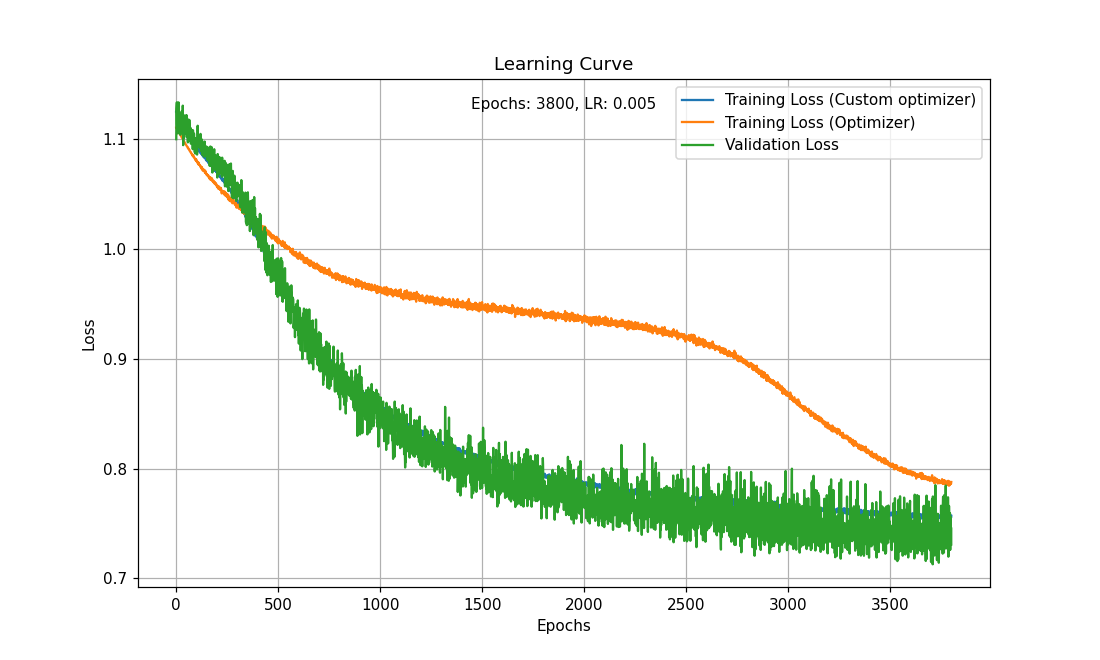 Learning Curve
Epochs: 3800, LR: 0.005
Training Loss (Custom optimizer)
Training Loss (Optimizer)
Validation Loss
Loss
1.1
1.0
0.9
0.8
0.7
0 500 1000 1500 2000 2500 3000 3500
Epochs